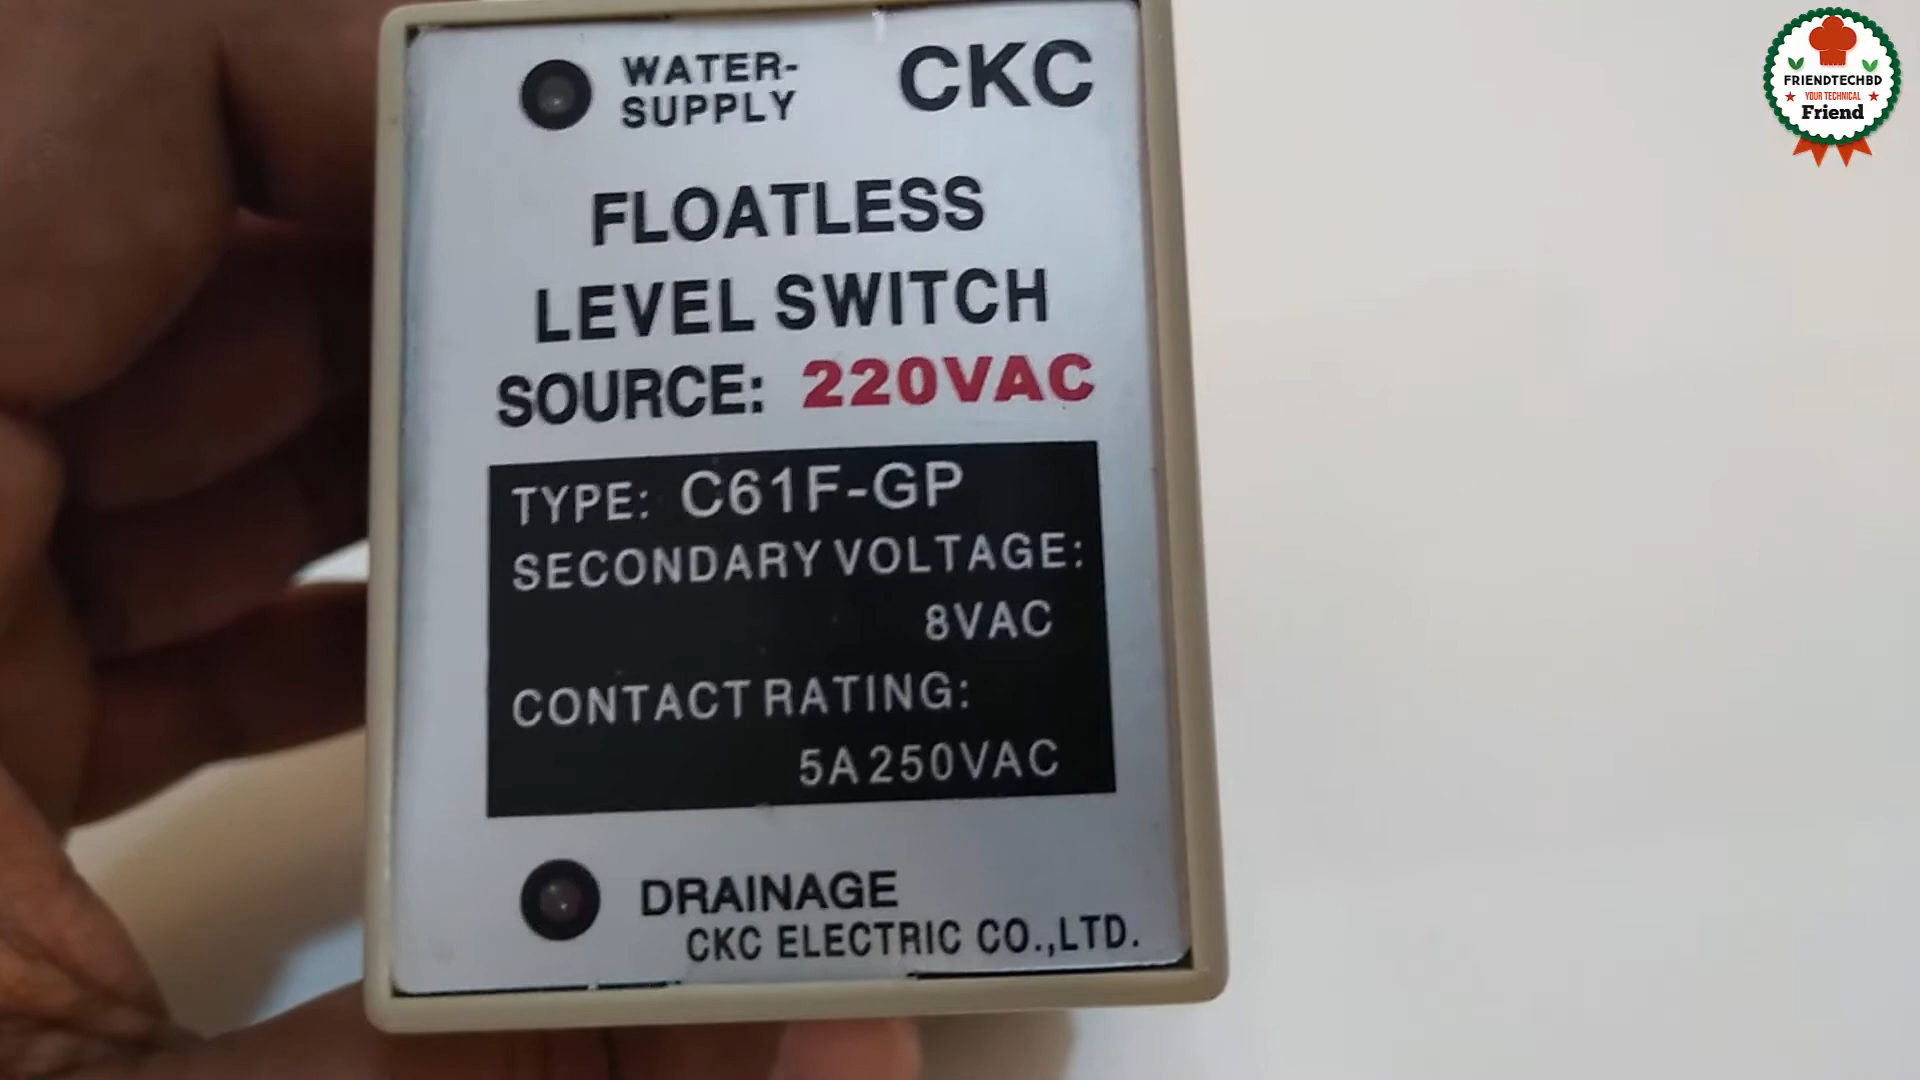 WATER-
SUPPLY
CKC
FLOATLESS
LEVEL SWITCH
SOURCE: 220VAC
TYPE: C61F-GP
SECONDARY VOLTAGE:
8VAC
CONTACT RATING:
5A 250VAC
DRAINAGE
CKC ELECTRIC CO.,LTD.
FRIENDTECHBD
YOUR TECHNICAL
Friend